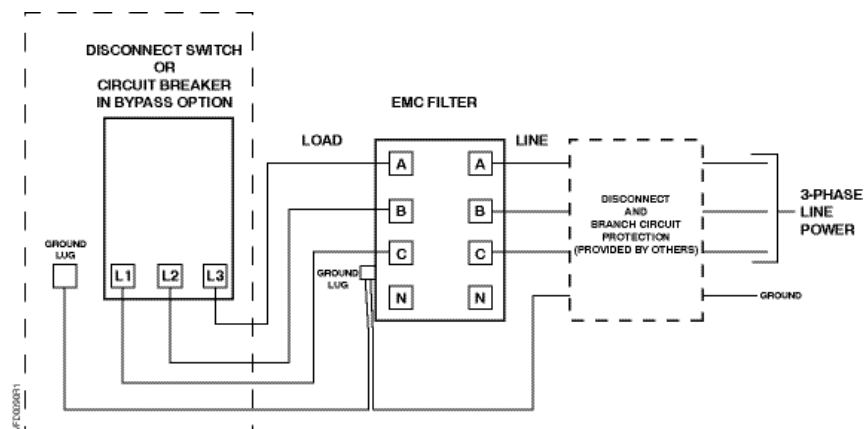 DISCONNECT SWITCH
OR
CIRCUIT BREAKER
IN BYPASS OPTION
EMC FILTER
LOAD
LINE
A
A
B
B
C
C
N
N
DISCONNECT
AND
BRANCH CIRCUIT
PROTECTION
(PROVIDED BY OTHERS)
3-PHASE
LINE
POWER
GROUND
LUG
L1
L2
L3
GROUND
LUG
GROUND